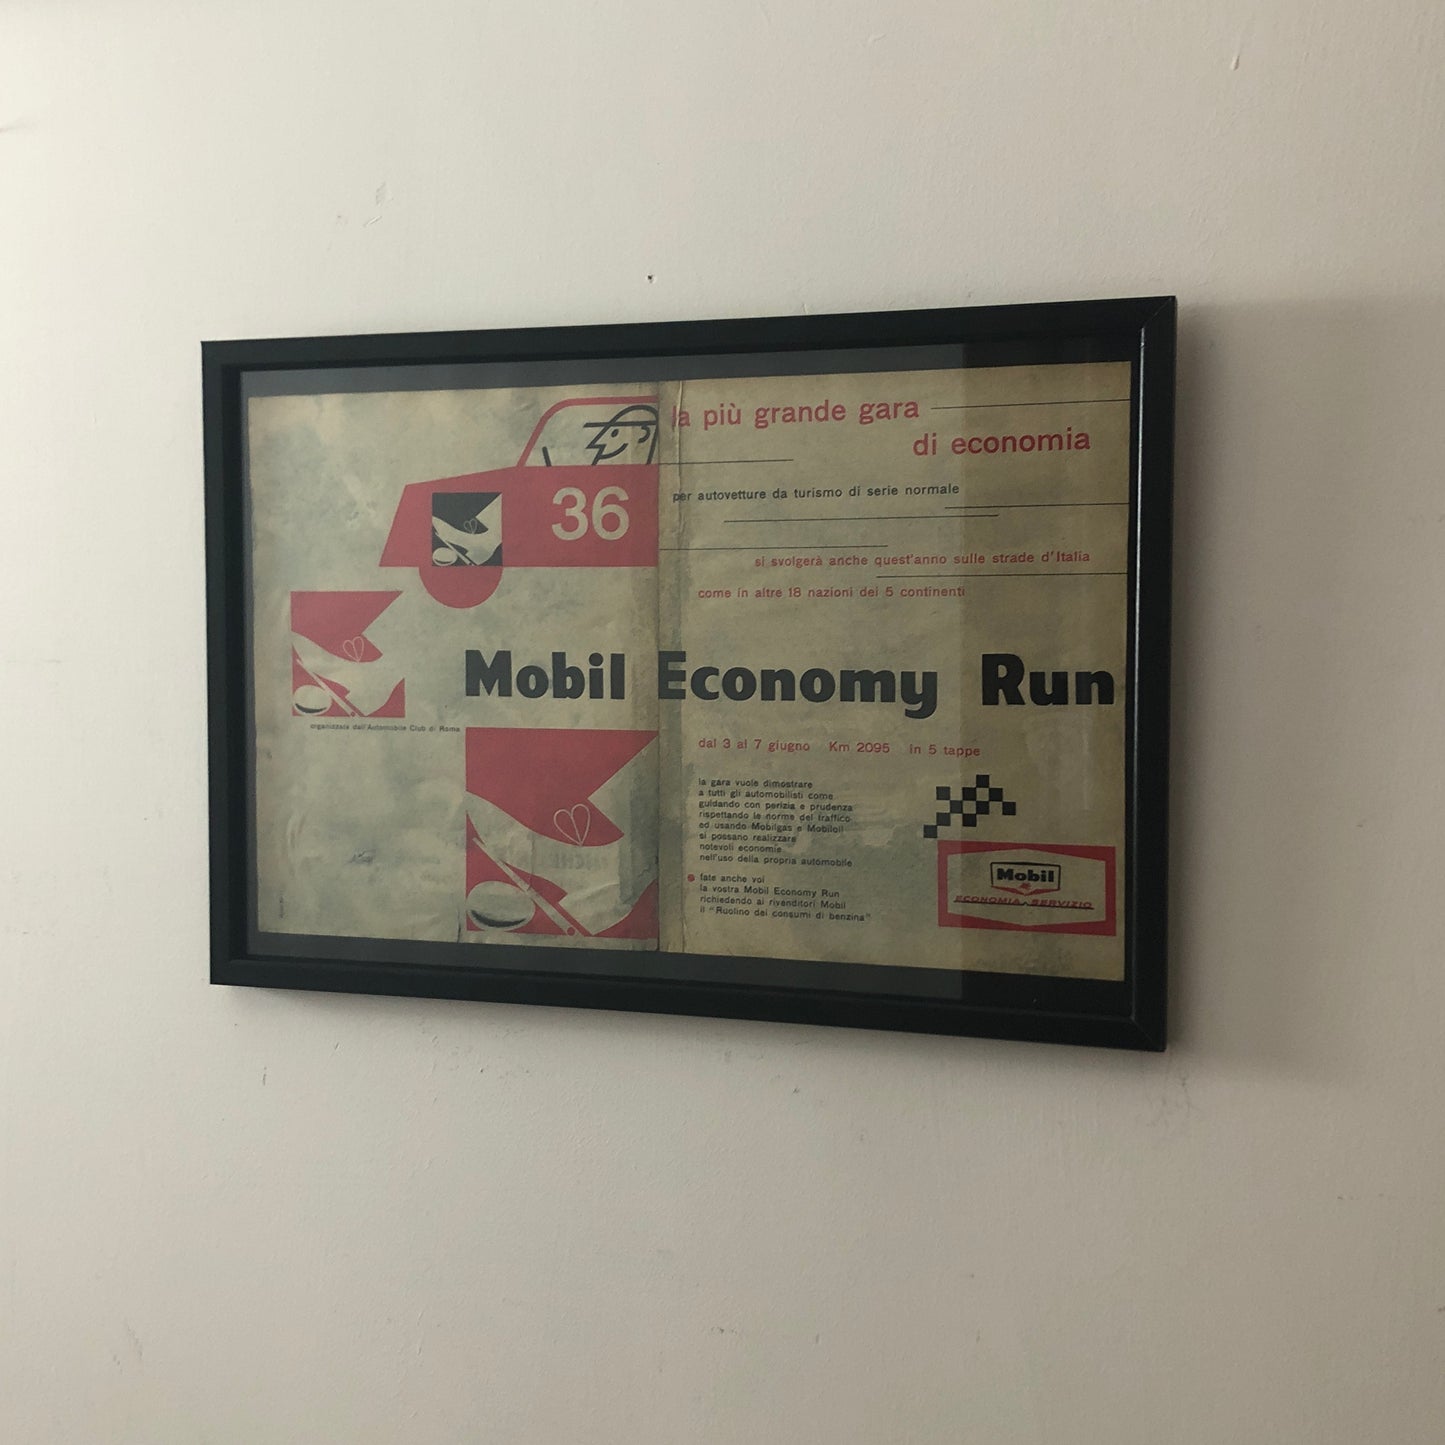 la più grande gara
di economia
36
per autovetture da turismo di serie normale
si svolgerà anche quest'anno sulle strade d'Italia
come in altre 18 nazioni dei 5 continenti
Mobil Economy Run
organizzata dall'Automobile Club di Roma
dal 3 al 7 giugno Km 2095 in 5 tappe
la gara vuole dimostrare
a tutti gli automobilisti come
guidando con perizia e prudenza
rispettando le norme del traffico
ed usando Mobilgas e Mobiloil
si possano realizzare
notevoli economie
nell'uso della propria automobile
fate anche voi
la vostra Mobil Economy Run
richiedendo ai rivenditori Mobil
il "Ruolino dei consumi di benzina"
Mobil
ECONOMIA SERVIZIO